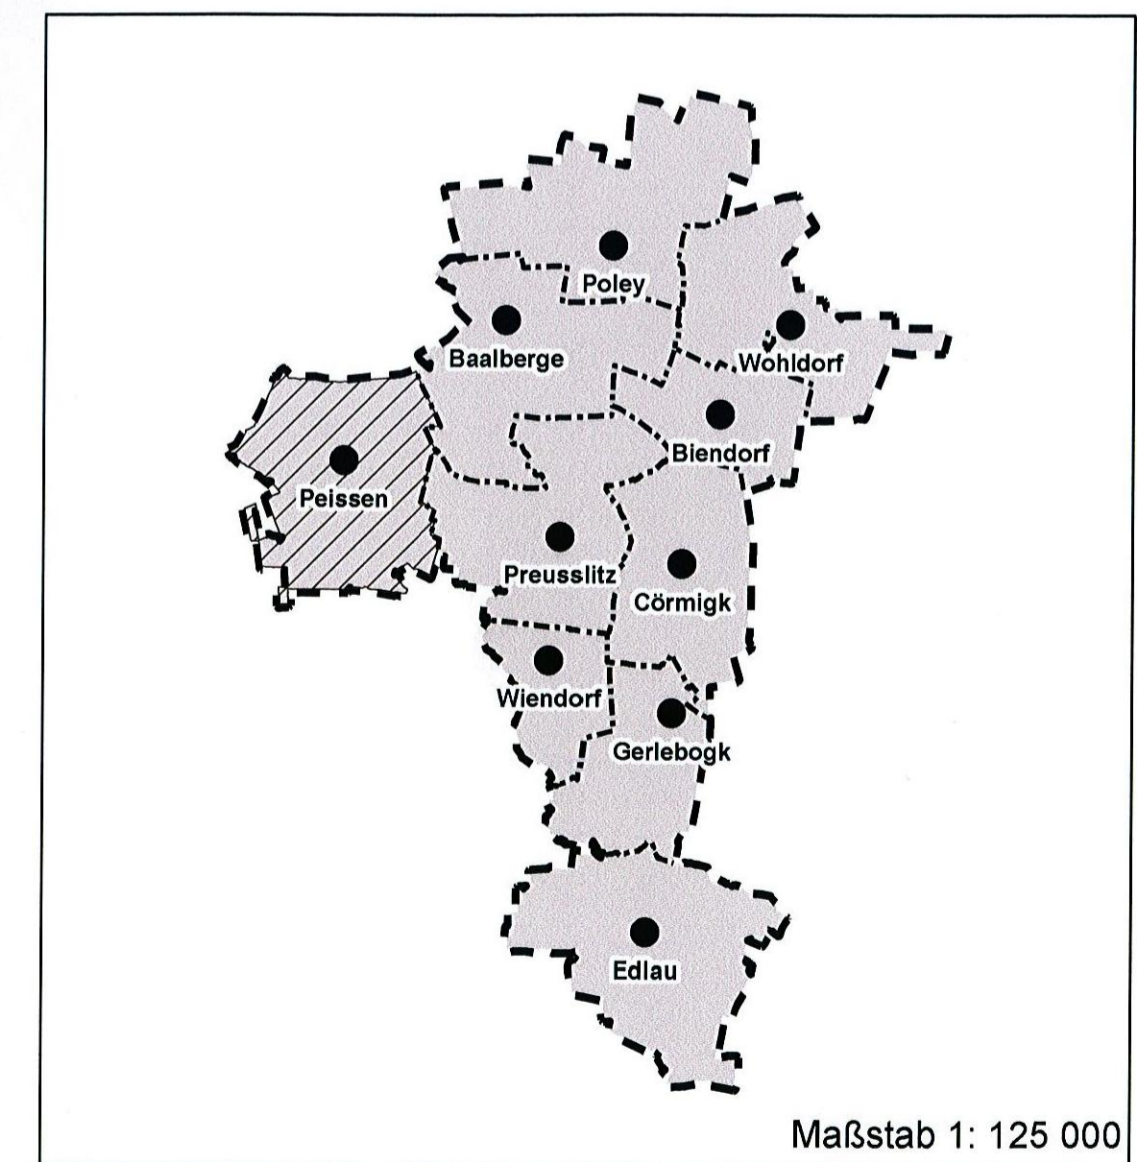 Poley
Baalberge
Wohldorf
Biendorf
Peissen
Preusslitz
Cörmigk
Wiendorf
Gerlebogk
Edlau
Maßstab 1: 125 000